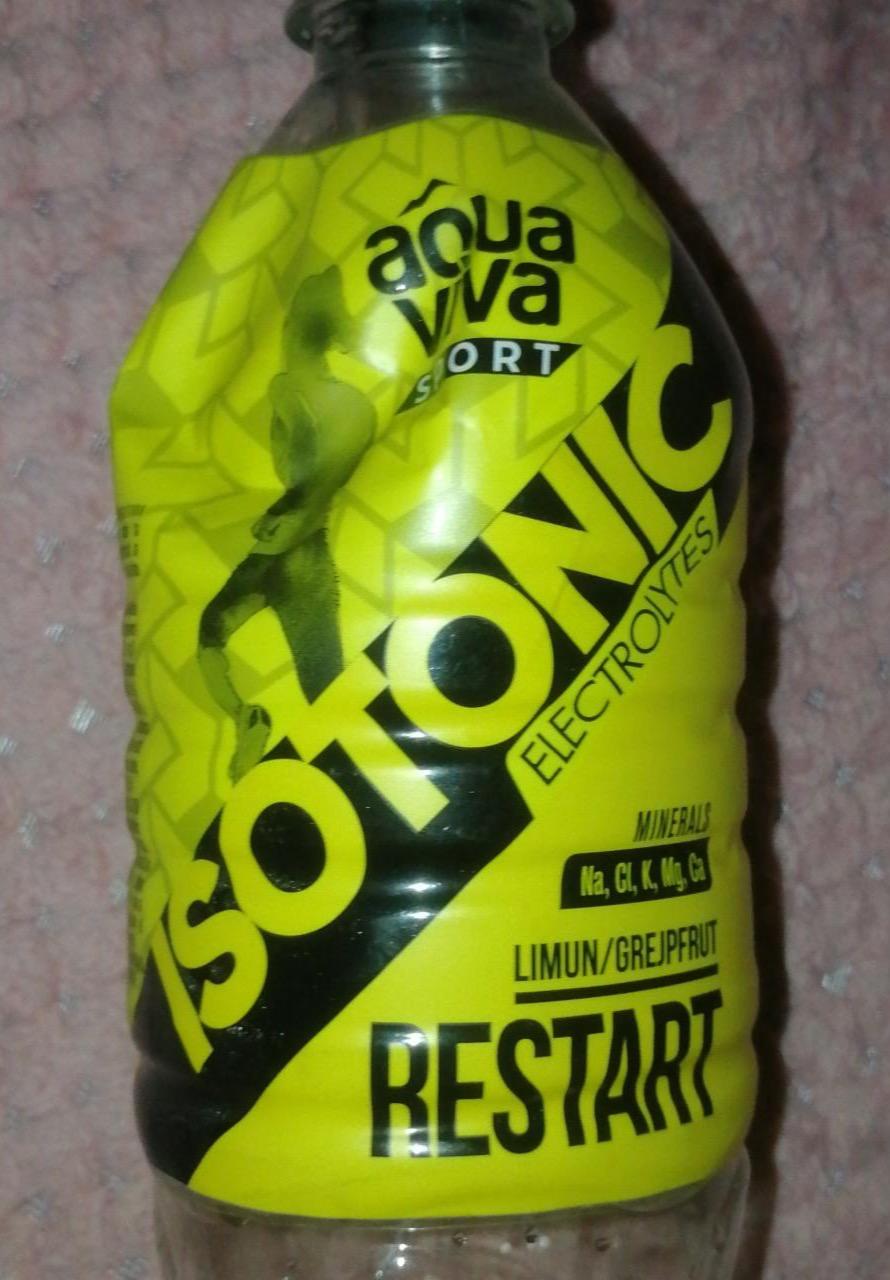 aqua
viva
SPORT
ISOTONIC
ELECTROLYTES
MINERALS
Na, Cl, K, Mg, Ca
LIMUN/GREJPFRUT
RESTART